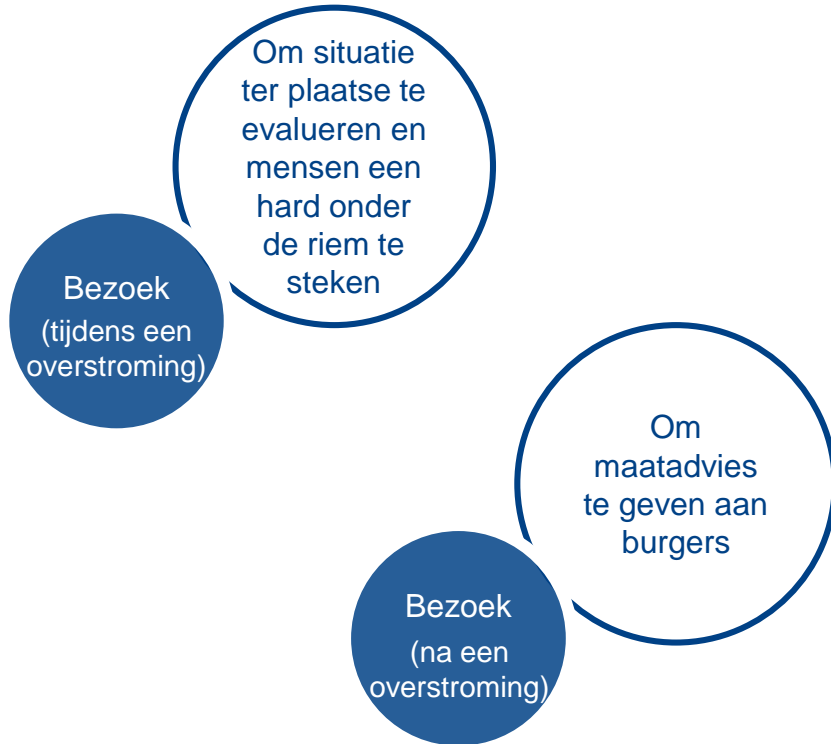 Om situatie
ter plaatse te
evalueren en
mensen een
hard onder
de riem te
steken
Bezoek
(tijdens een
overstroming)
Om
maatadvies
te geven aan
burgers
Bezoek
(na een
overstroming)